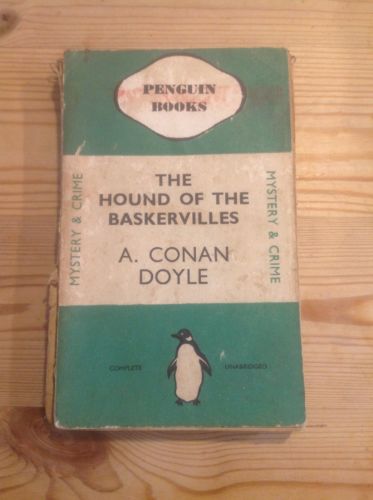 PENGUIN
BOOKS
MYSTERY & CRIME
THE
HOUND OF THE
BASKERVILLES
A. CONAN
DOYLE
MYSTERY & CRIME
COMPLETE UNABRIDGED